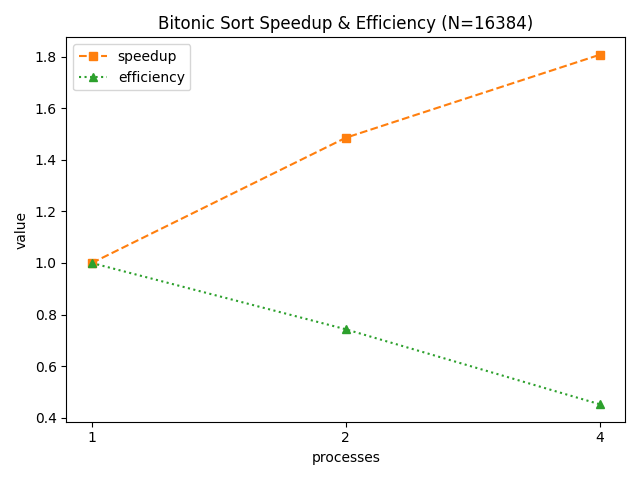 Bitonic Sort Speedup & Efficiency (N=16384)
speedup
efficiency
value
1.8
1.6
1.4
1.2
1.0
0.8
0.6
0.4
1 2 4
processes